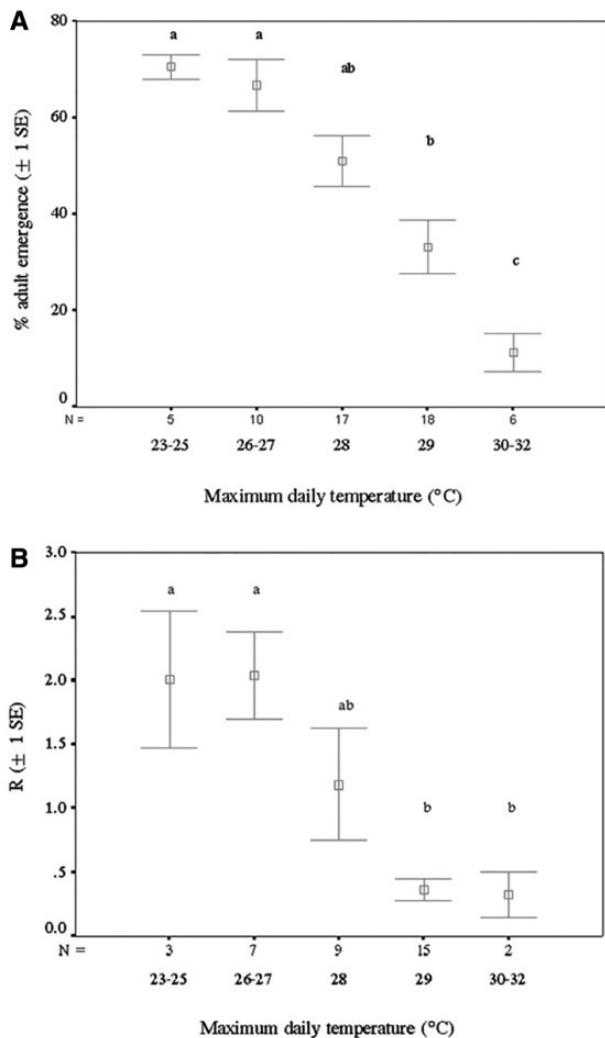 A
% adult emergence (± 1 SE)
80
60
40
20
0
a a ab b c
N = 5 10 17 18 6
23-25 26-27 28 29 30-32
Maximum daily temperature (°C)
B
R (± 1 SE)
3.0
2.5
2.0
1.5
1.0
.5
0.0
a a ab b b
N = 3 7 9 15 2
23-25 26-27 28 29 30-32
Maximum daily temperature (°C)